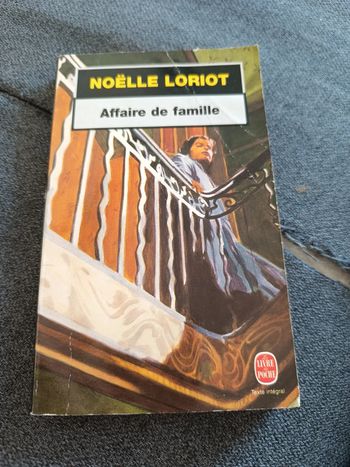 NOËLLE LORIOT
Affaire de famille
LE LIVRE
DE
POCHE
Texte intégral